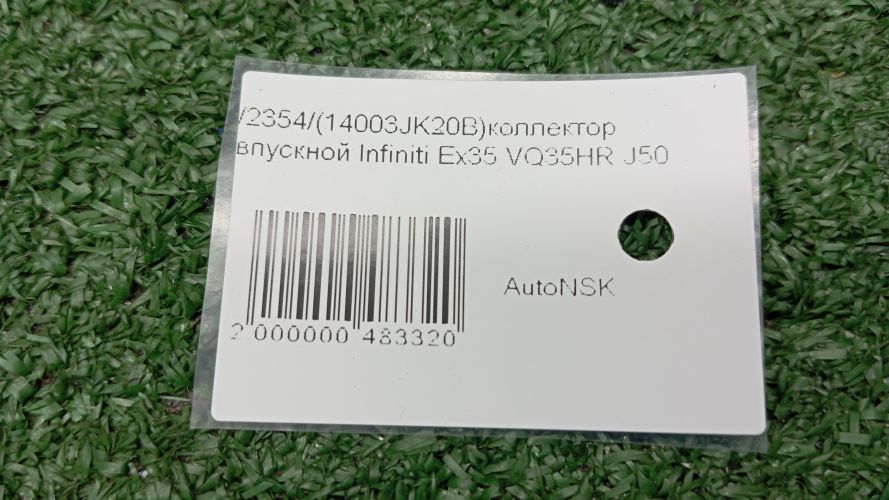 /2354/(14003JK20B)коллектор
впускной Infiniti Ex35 VQ35HR J50
AutoNSK
2 000000 483320